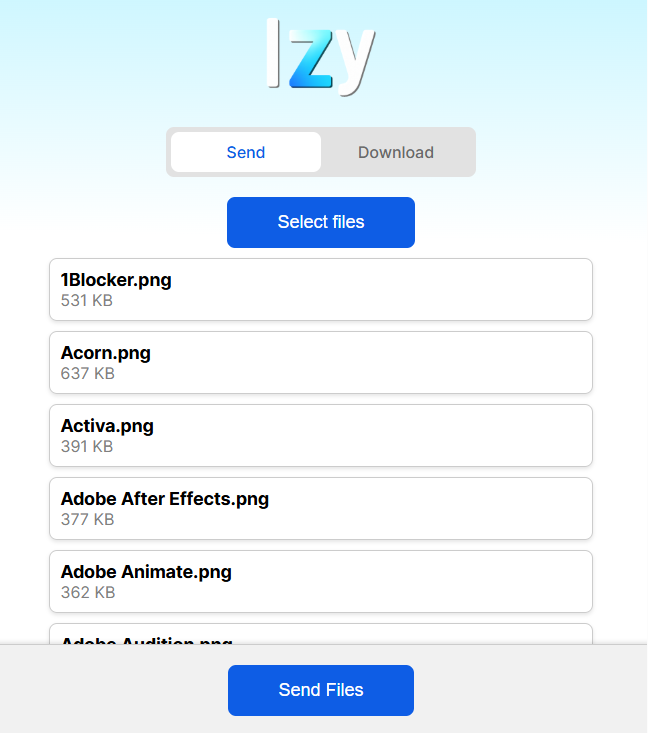 Izy
Send
Download
Select files
1Blocker.png
531 KB
Acorn.png
637 KB
Activa.png
391 KB
Adobe After Effects.png
377 KB
Adobe Animate.png
362 KB
Adobe Audition.png
Send Files